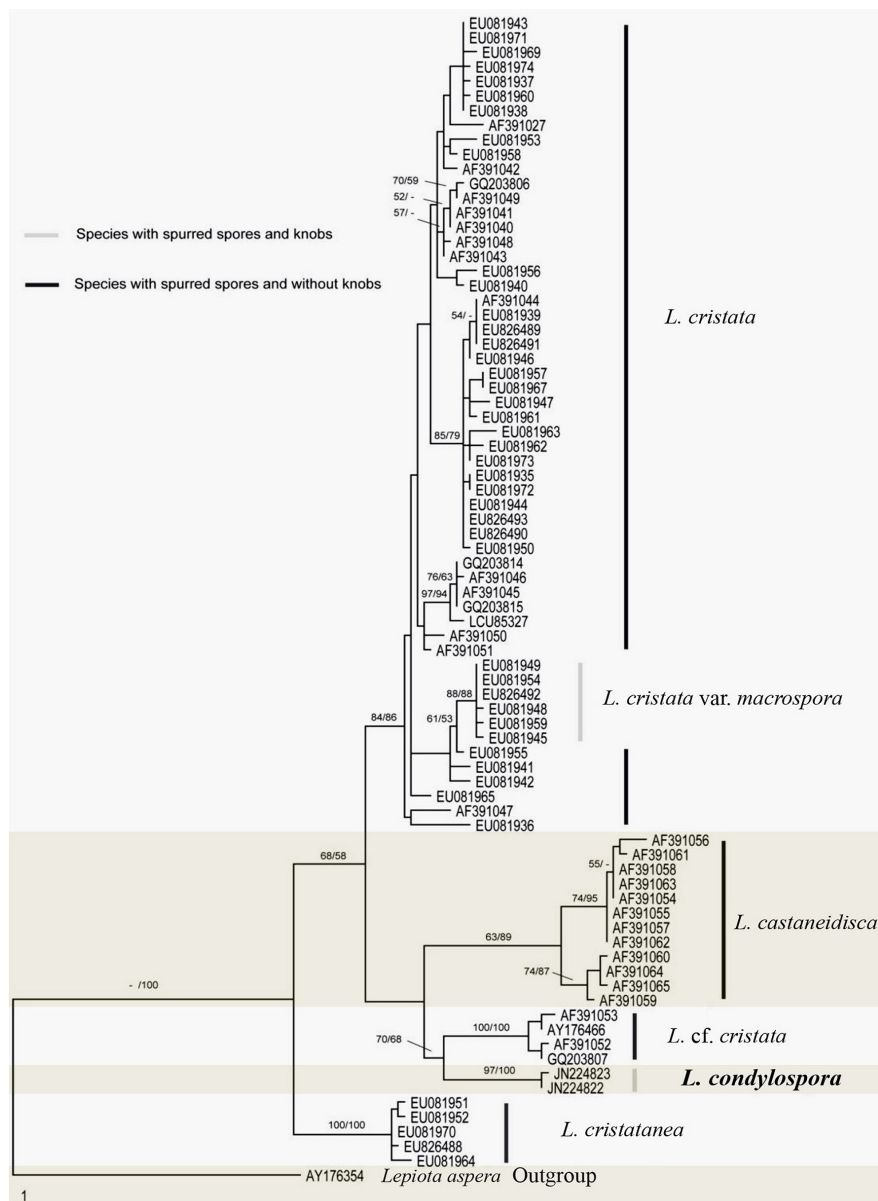 EU081943
EU081971
EU081969
EU081974
EU081937
EU081960
EU081938
AF391027
EU081953
EU081958
AF391042
70/59
GQ203806
52/ -
AF391049
57/ -
AF391041
AF391040
AF391048
AF391043
Species with spurred spores and knobs
Species with spurred spores and without knobs
EU081956
EU081940
AF391044
54/ -
EU081939
EU826489
EU826491
EU081946
L. cristata
EU081957
EU081967
EU081947
EU081961
85/79
EU081963
EU081962
EU081973
EU081935
EU081972
EU081944
EU826493
EU826490
EU081950
GQ203814
76/63
AF391046
97/94
AF391045
GQ203815
LCU85327
AF391050
AF391051
EU081949
EU081954
88/88
EU826492
EU081948
EU081959
EU081945
L. cristata var. macrospora
84/86
61/53
EU081955
EU081941
EU081942
EU081965
AF391047
EU081936
68/58
AF391056
AF391061
55/ -
AF391058
AF391063
AF391054
74/95
AF391055
AF391057
AF391062
L. castaneidisca
63/89
AF391060
74/87
AF391064
AF391065
AF391059
- /100
AF391053
100/100
AY176466
AF391052
GQ203807
L. cf. cristata
70/68
97/100
JN224823
JN224822
L. condylospora
EU081951
EU081952
100/100
EU081970
EU826488
EU081964
L. cristatanea
AY176354 Lepiota aspera Outgroup
1